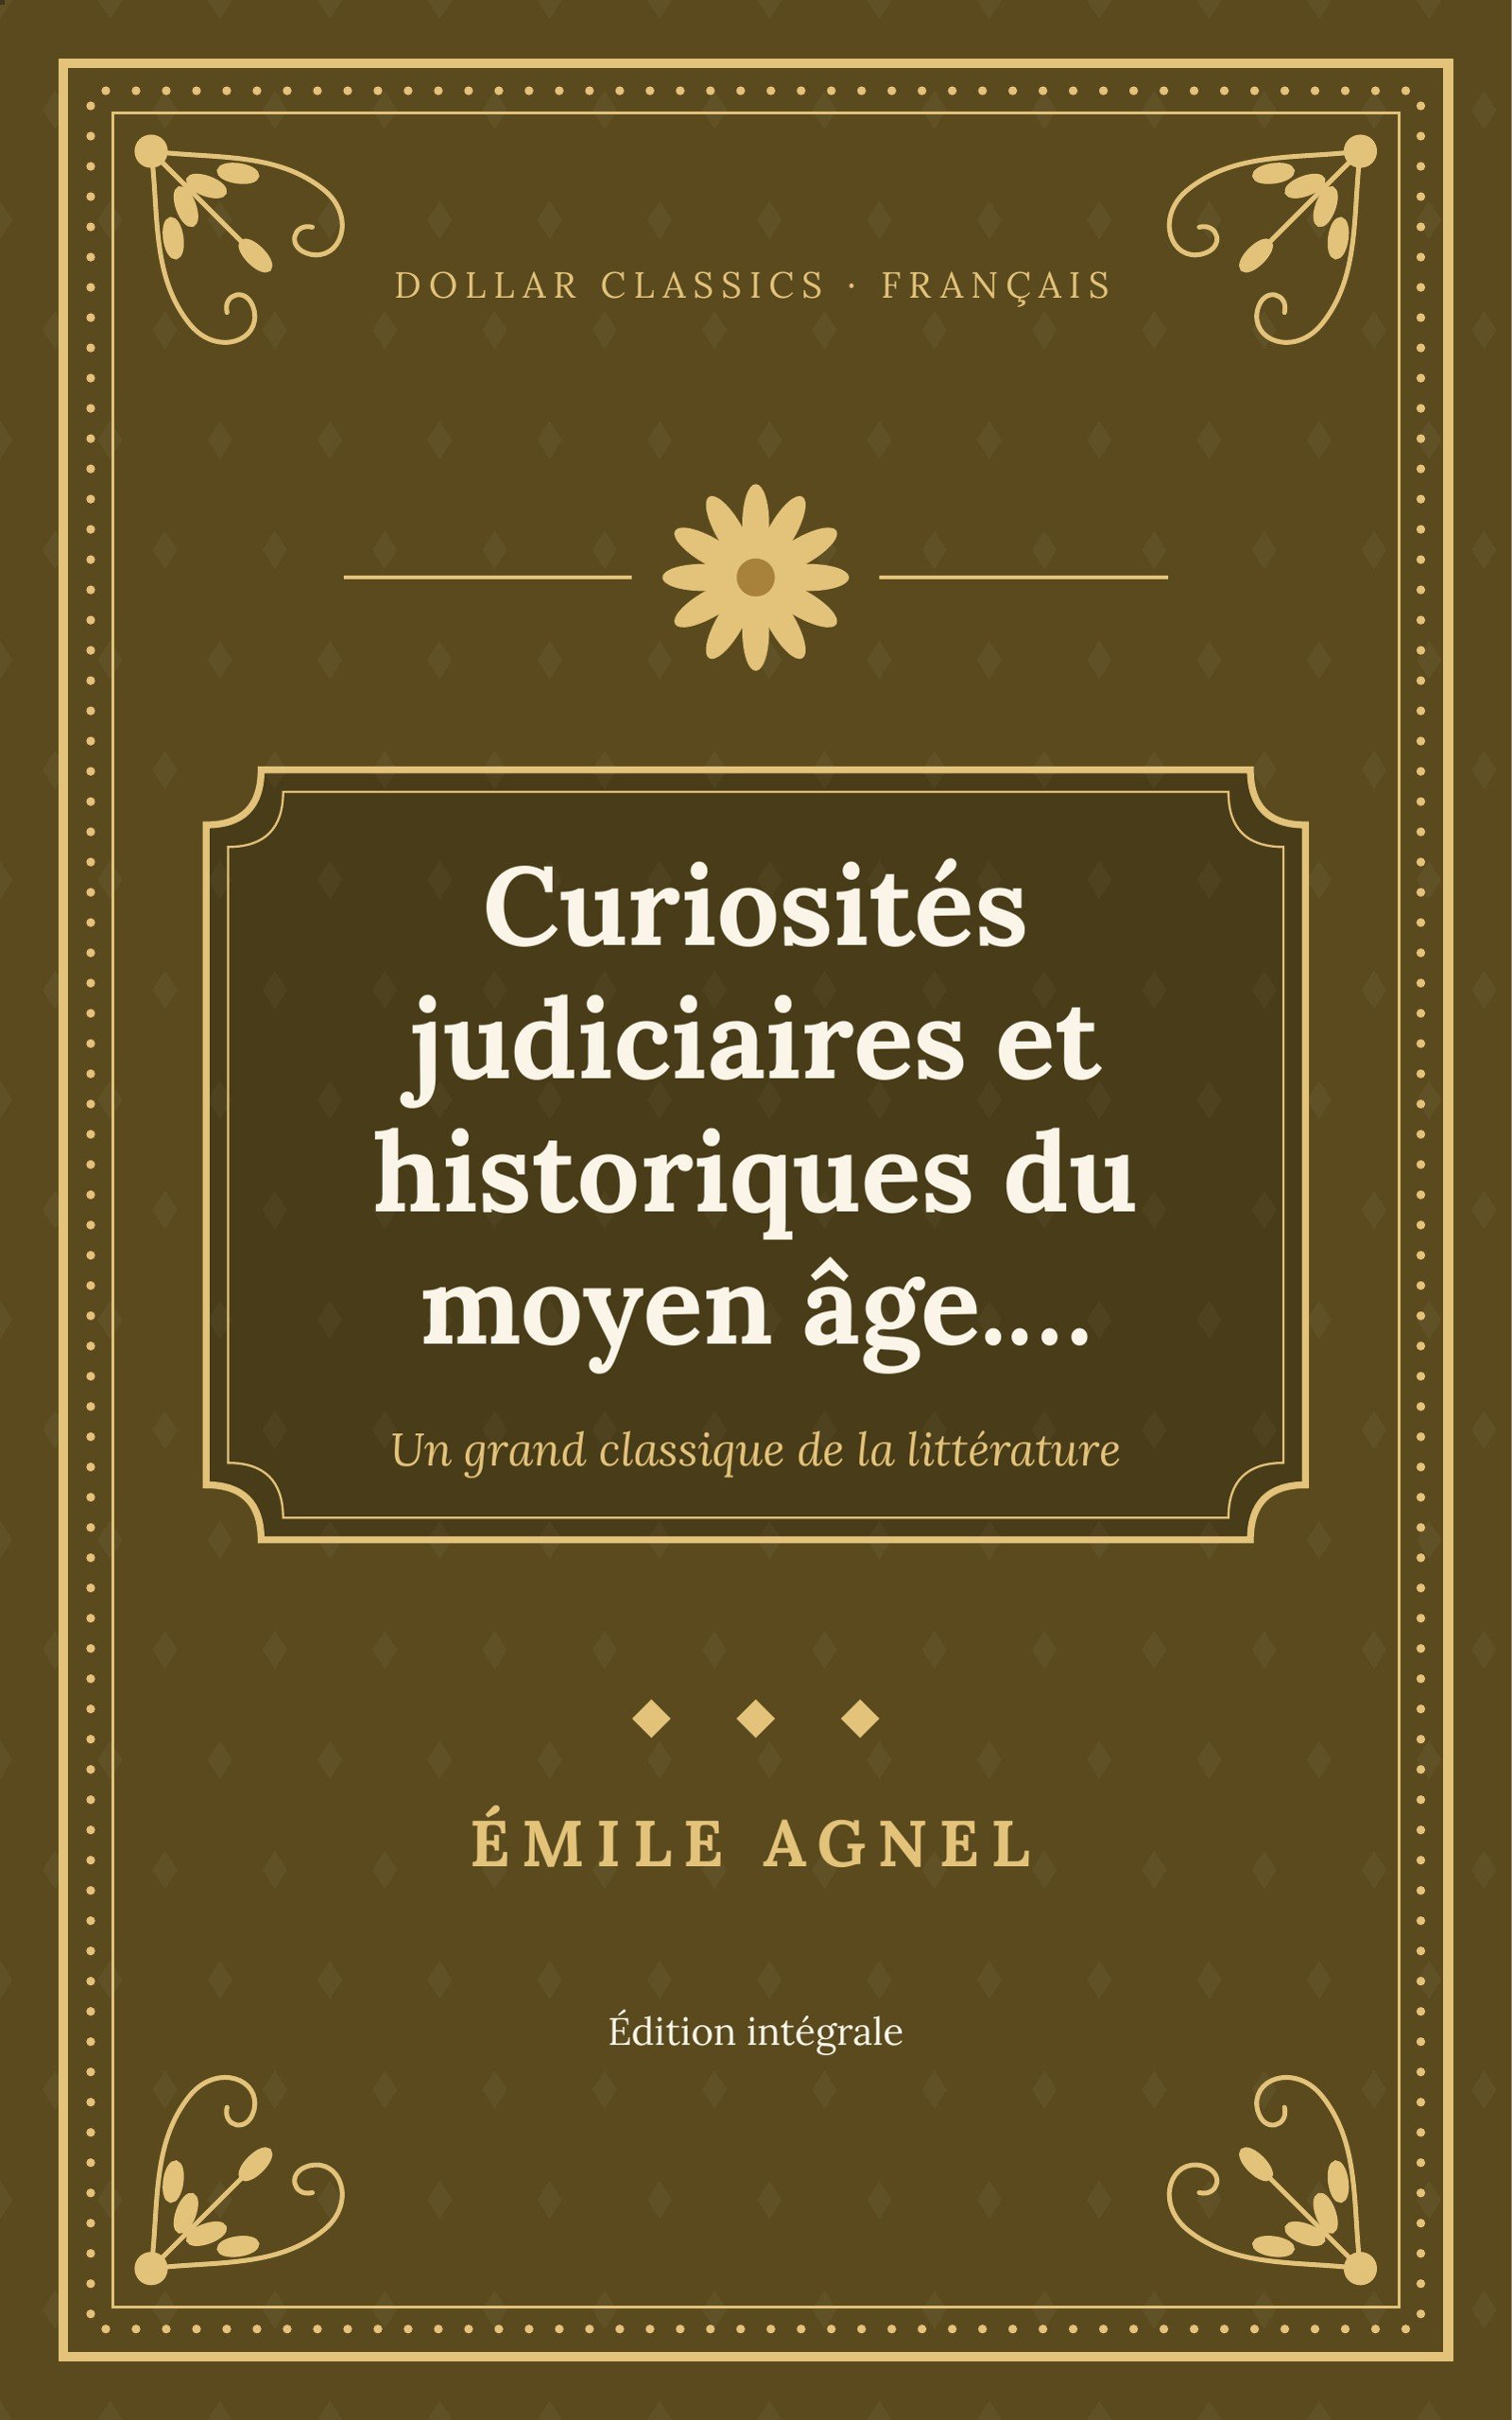 DOLLAR CLASSICS · FRANÇAIS
Curiosités
judiciaires et
historiques du
moyen âge....
Un grand classique de la littérature
ÉMILE AGNEL
Édition intégrale